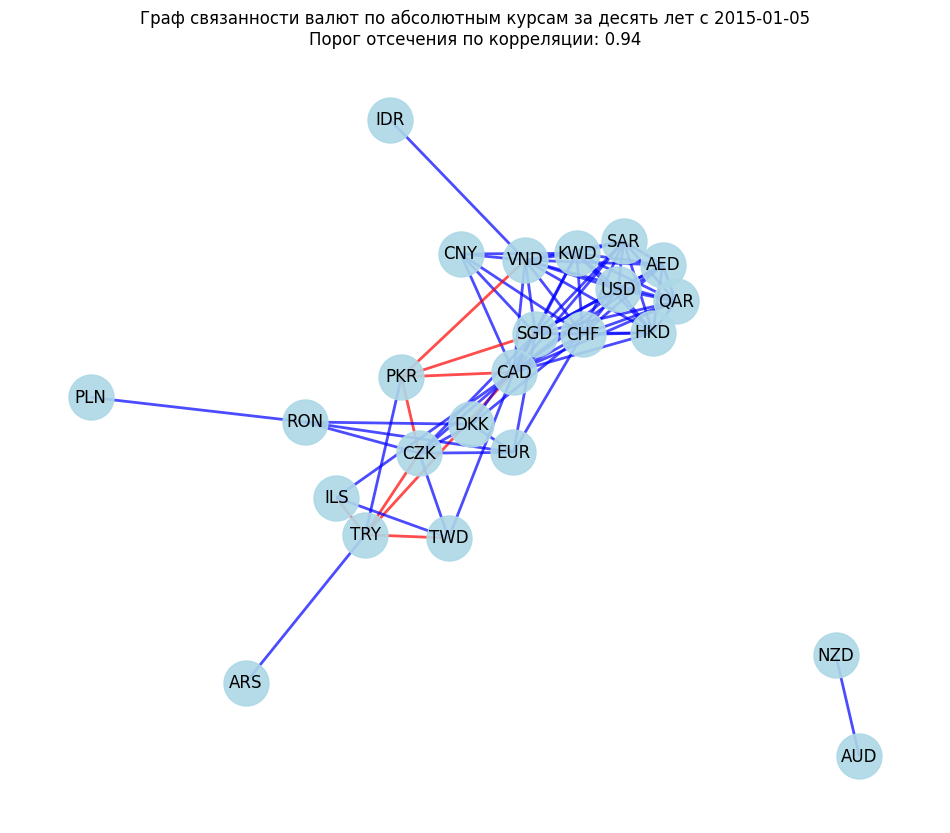 Граф связанности валют по абсолютным курсам за десять лет с 2015-01-05
Порог отсечения по корреляции: 0.94
IDR
SAR
CNY
VND
KWD
AED
USD
QAR
SGD
CHF
HKD
CAD
PKR
PLN
RON
DKK
CZK
EUR
ILS
TRY
TWD
NZD
ARS
AUD